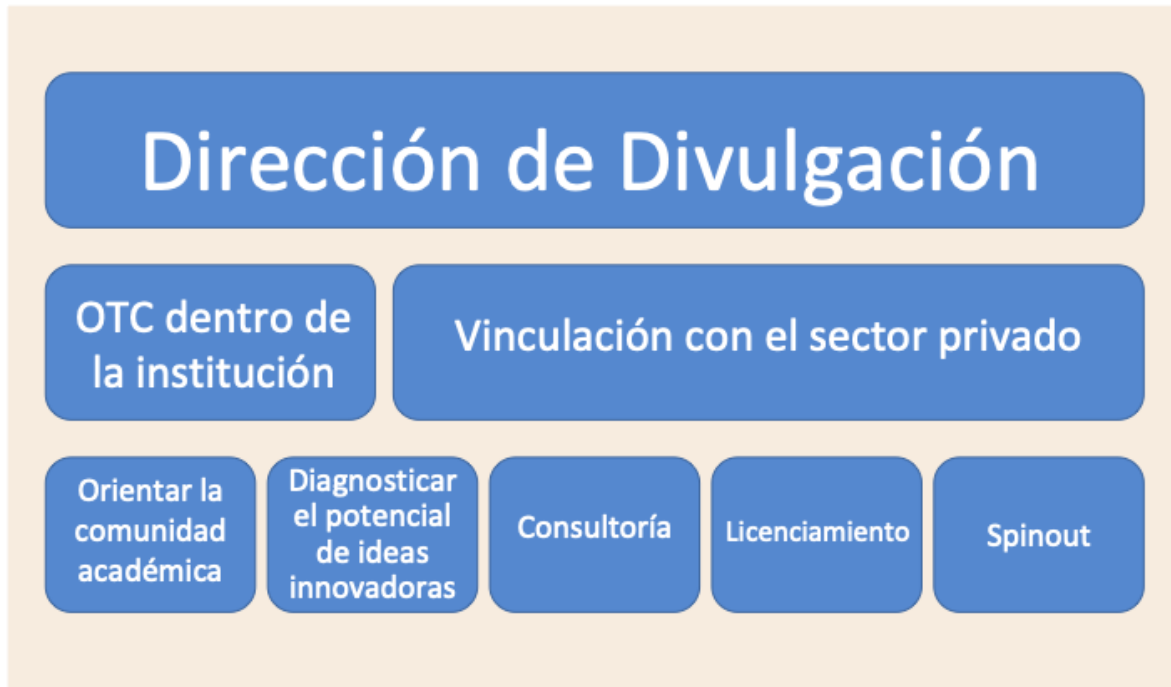 Dirección de Divulgación
OTC dentro de
la institución
Vinculación con el sector privado
Orientar la
comunidad
académica
Diagnosticar
el potencial
de ideas
innovadoras
Consultoría
Licenciamiento
Spinout